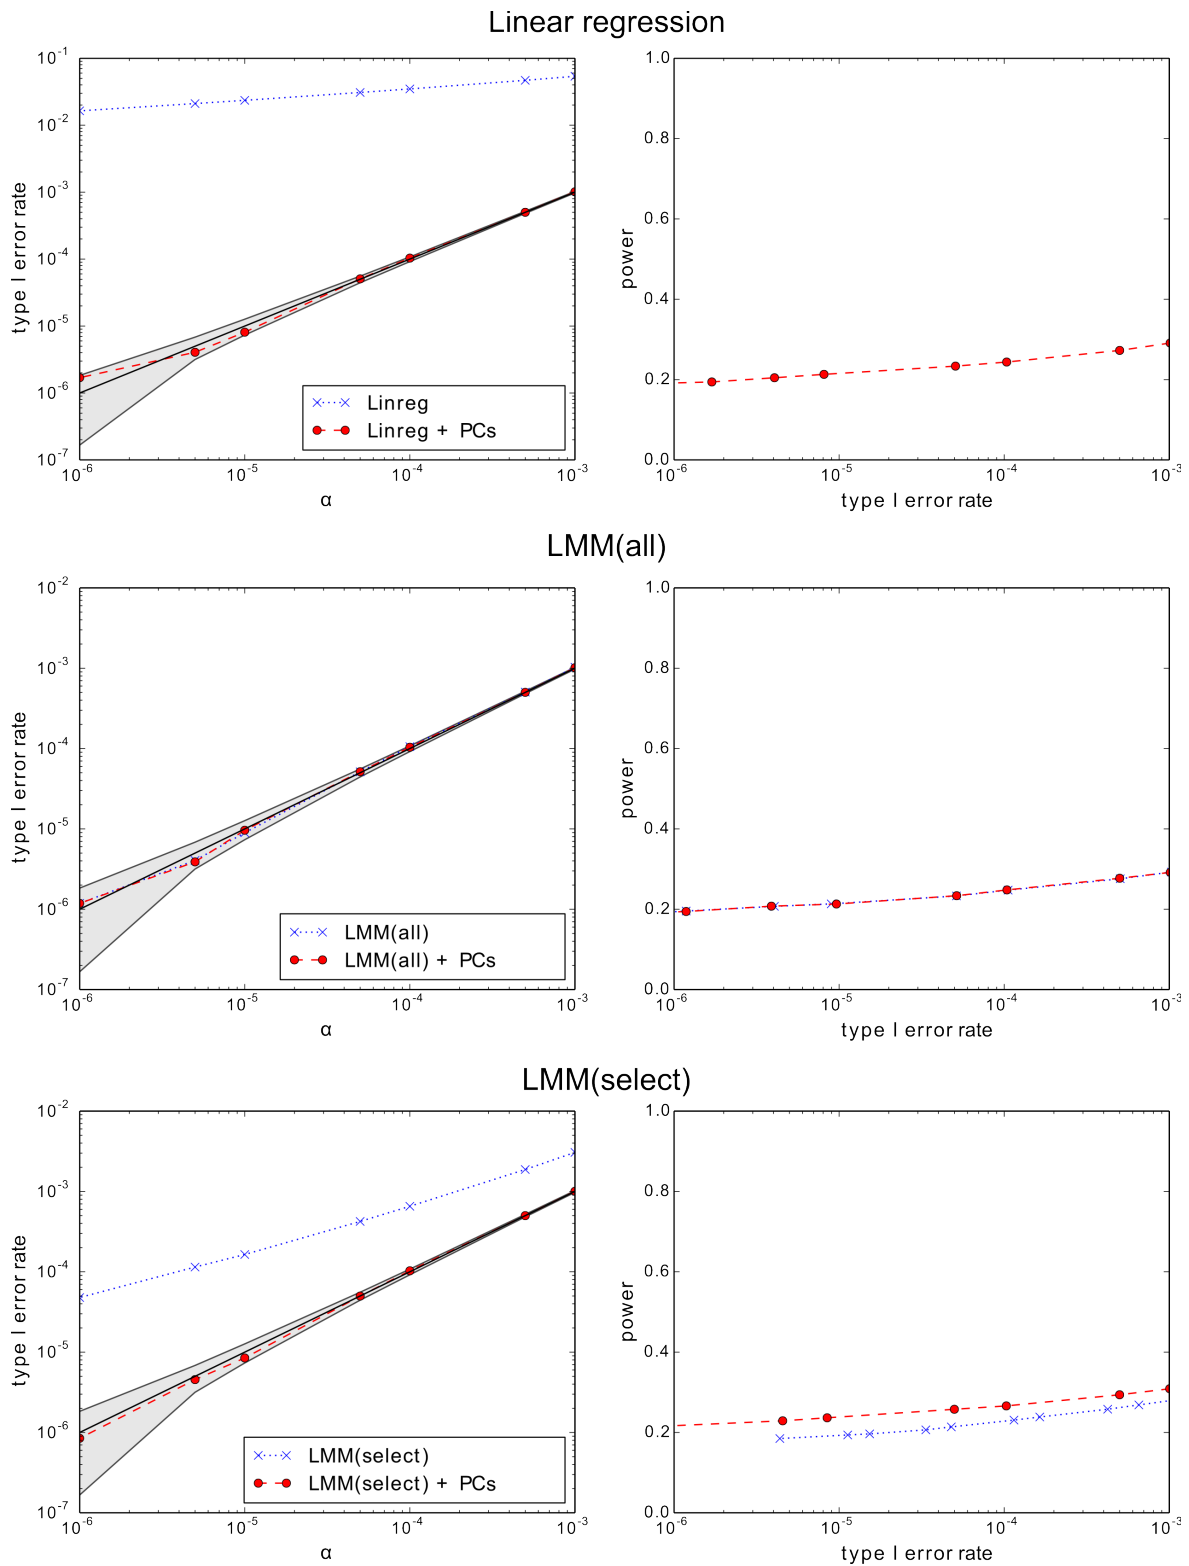 Linear regression
10^-1
10^-2
10^-3
10^-4
10^-5
10^-6
10^-7
type I error rate
10^-6 10^-5 10^-4 10^-3
α
Linreg
Linreg + PCs
1.0
0.8
0.6
0.4
0.2
0.0
power
10^-6 10^-5 10^-4 10^-3
type I error rate
LMM(all)
10^-2
10^-3
10^-4
10^-5
10^-6
10^-7
type I error rate
10^-6 10^-5 10^-4 10^-3
α
LMM(all)
LMM(all) + PCs
1.0
0.8
0.6
0.4
0.2
0.0
power
10^-6 10^-5 10^-4 10^-3
type I error rate
LMM(select)
10^-2
10^-3
10^-4
10^-5
10^-6
10^-7
type I error rate
10^-6 10^-5 10^-4 10^-3
α
LMM(select)
LMM(select) + PCs
1.0
0.8
0.6
0.4
0.2
0.0
power
10^-6 10^-5 10^-4 10^-3
type I error rate